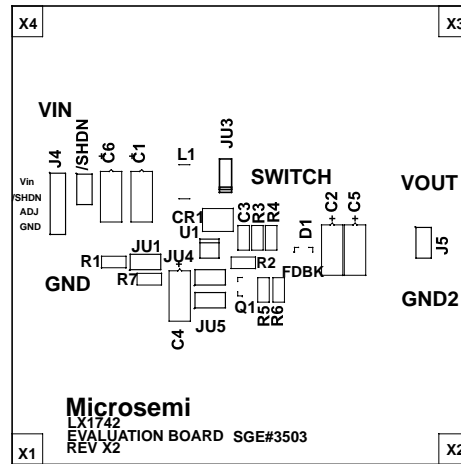 X4
X3
VIN
J4
/SHDN
C6
C1
L1
JU3
SWITCH
VOUT
Vin
/SHDN
ADJ
GND
CR1
U1
C3
R3
R4
D1
C2
C5
J5
JU1
JU4
R1
R2
FDBK
GND
R7
GND2
C4
JU5
Q1
R5
R6
Microsemi
LX1742
EVALUATION BOARD SGE#3503
REV X2
X1
X2